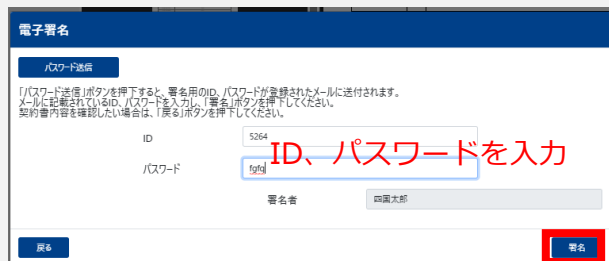 電子署名
パスワード送信
「パスワード送信」ボタンを押下すると、署名用のID、パスワードが登録されたメールに送付されます。
メールに記載されているID、パスワードを入力し、「署名」ボタンを押下してください。
契約書内容を確認したい場合は、「戻る」ボタンを押下してください。
ID
5264
ID、パスワードを入力
パスワード
fgfq
署名者
四国太郎
戻る
署名